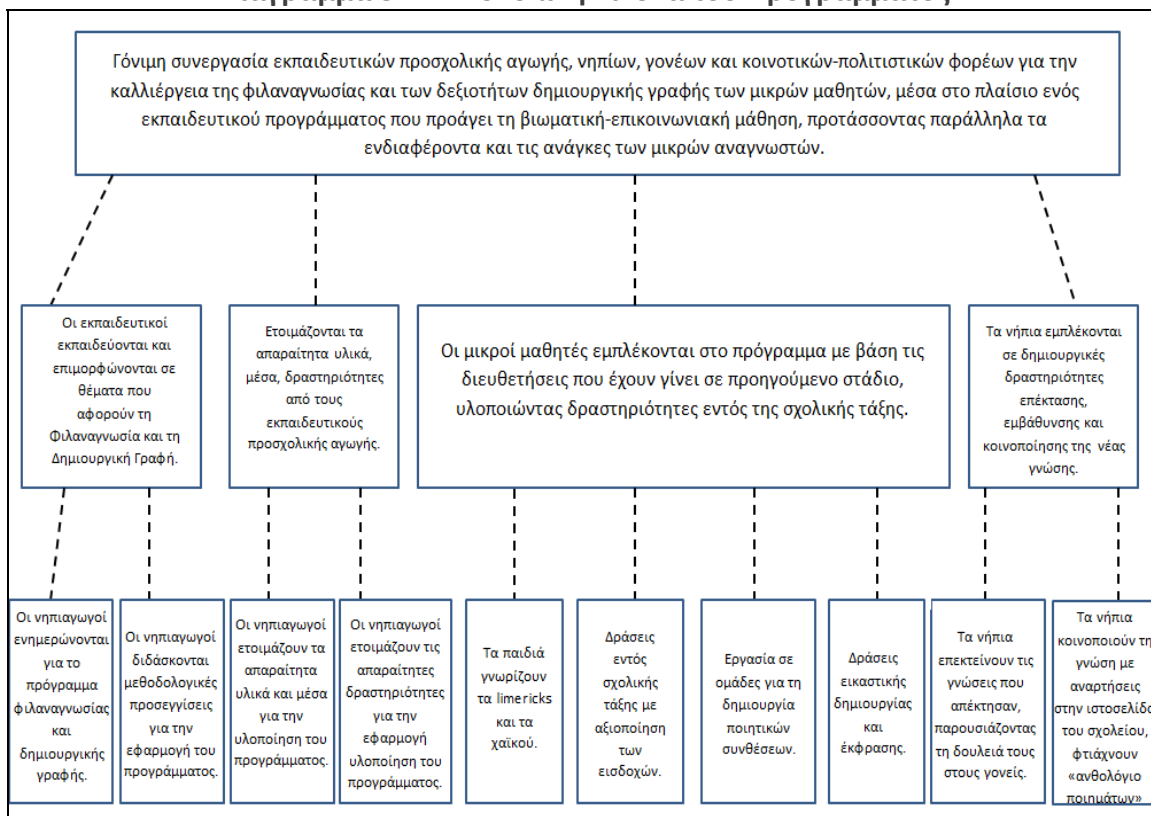 Γόνιμη συνεργασία εκπαιδευτικών προσχολικής αγωγής, νηπίων, γονέων και κοινοτικών-πολιτιστικών φορέων για την
καλλιέργεια της φιλαναγνωσίας και των δεξιοτήτων δημιουργικής γραφής των μικρών μαθητών, μέσα στο πλαίσιο ενός
εκπαιδευτικού προγράμματος που προάγει τη βιωματική-επικοινωνιακή μάθηση, προτάσσοντας παράλληλα τα
ενδιαφέροντα και τις ανάγκες των μικρών αναγνωστών.
Οι εκπαιδευτικοί
εκπαιδεύονται και
επιμορφώνονται σε
θέματα που
αφορούν τη
Φιλαναγνωσία και τη
Δημιουργική Γραφή.
Ετοιμάζονται τα
απαραίτητα υλικά,
μέσα, δραστηριότητες
από τους
εκπαιδευτικούς
προσχολικής αγωγής.
Οι μικροί μαθητές εμπλέκονται στο πρόγραμμα με βάση τις
διευθετήσεις που έχουν γίνει σε προηγούμενο στάδιο,
υλοποιώντας δραστηριότητες εντός της σχολικής τάξης.
Τα νήπια εμπλέκονται
σε δημιουργικές
δραστηριότητες
επέκτασης,
εμβάθυνσης και
κοινοποίησης της νέας
γνώσης.
Οι νηπιαγωγοί
ενημερώνονται
για το
πρόγραμμα
φιλαναγνωσίας
και
δημιουργικής
γραφής.
Οι νηπιαγωγοί
διδάσκονται
μεθοδολογικές
προσεγγίσεις
για την
εφαρμογή του
προγράμματος.
Οι νηπιαγωγοί
ετοιμάζουν τα
απαραίτητα
υλικά και μέσα
για την
υλοποίηση του
προγράμματος.
Οι νηπιαγωγοί
ετοιμάζουν τις
απαραίτητες
δραστηριότητες
για την
εφαρμογή
υλοποίηση του
προγράμματος.
Τα παιδιά
γνωρίζουν
τα limericks
και τα
χαϊκού.
Δράσεις
εντός
σχολικής
τάξης με
αξιοποίηση
των
εισδοχών.
Εργασία σε
ομάδες για τη
δημιουργία
ποιητικών
συνθέσεων.
Δράσεις
εικαστικής
δημιουργίας
και
έκφρασης.
Τα νήπια
επεκτείνουν τις
γνώσεις που
απέκτησαν,
παρουσιάζοντας
τη δουλειά τους
στους γονείς.
Τα νήπια
κοινοποιούν τη
γνώση με
αναρτήσεις
στην ιστοσελίδα
του σχολείου,
φτιάχνουν
«ανθολόγιο
ποιημάτων»